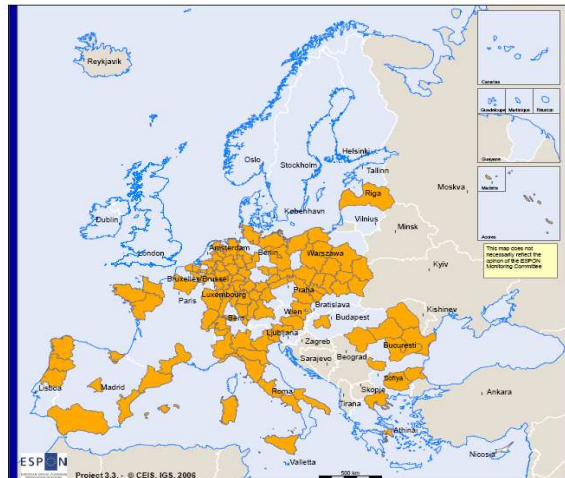 Reykjavik
Canarias
Guadeloupe Martinique Réunion
Guyane
Madeira
Acores
This map does not
necessarily reflect the
opinion of the ESPON
Monitoring Committee
Helsinki
Oslo
Stockholm
Tallinn
Riga
Moskva
København
Vilnius
Minsk
Dublin
London
Amsterdam
Berlin
Warszawa
Kyiv
Bruxelles/Brussel
Praha
Luxembourg
Paris
Bratislava
Wien
Budapest
Kishinev
Bern
Ljubljana
Zagreb
Bucuresti
Beograd
Sarajevo
Sofiya
Skopje
Roma
Tirana
Madrid
Lisboa
Ankara
Athina
Nicosia
Valletta
ESPON
Project 3.3. - © CEIS, IGS, 2006
500 km